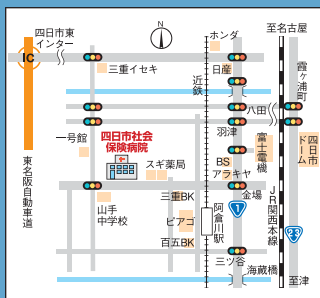 N
四日市東
インター
IC
ホンダ
至名古屋
三重イセキ
近鉄
日産
霞ヶ浦町
八田
一号館
四日市社会
保険病院
羽津
富士電機
四日市
ドーム
スギ薬局
BS
アラキヤ
東名阪自動車道
三重BK
金場
山手
中学校
ピアゴ
阿倉川駅
1
JR関西本線
23
百五BK
三ツ谷
海蔵橋
至津